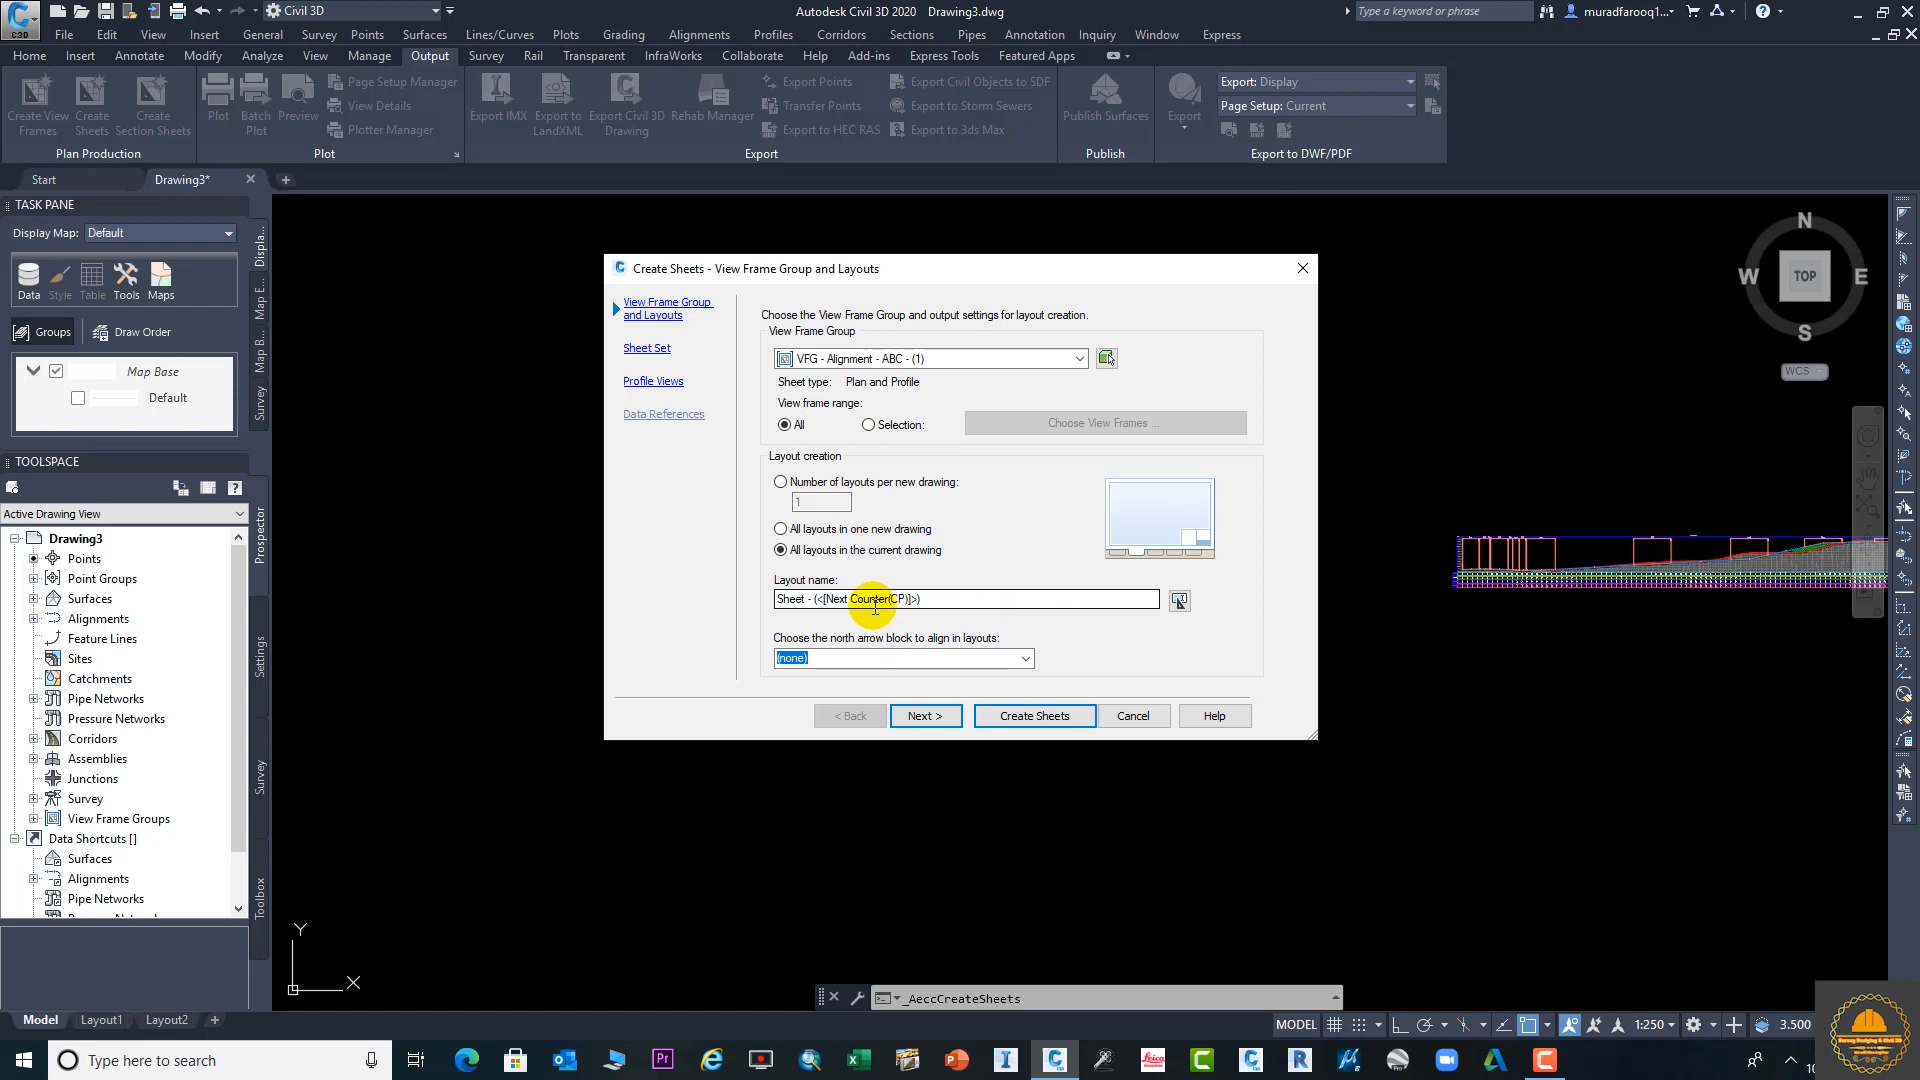 C3D
Civil 3D
Autodesk Civil 3D 2020 Drawing3.dwg
Type a keyword or phrase
muradfarooq1...
File Edit View Insert General Survey Points Surfaces Lines/Curves Plots Grading Alignments Profiles Corridors Sections Pipes Annotation Inquiry Window Express
Home Insert Annotate Modify Analyze View Manage Output Survey Rail Transparent InfraWorks Collaborate Help Add-ins Express Tools Featured Apps
Create View Frames
Create Sheets
Create Section Sheets
Plan Production
Plot
Batch Plot
Preview
Page Setup Manager
View Details
Plotter Manager
Plot
Export IMX
Export to LandXML
Export Civil 3D Drawing
Rehab Manager
Export Points
Transfer Points
Export to HEC RAS
Export Civil Objects to SDF
Export to Storm Sewers
Export to 3ds Max
Export
Publish Surfaces
Publish
Export
Export: Display
Page Setup: Current
Export to DWF/PDF
Start
Drawing3*
TASK PANE
Display Map: Default
Data Style Table Tools Maps
Groups Draw Order
Map Base
Default
Displa...
Map E...
Map B...
Survey
TOOLSPACE
Active Drawing View
Drawing3
Points
Point Groups
Surfaces
Alignments
Feature Lines
Sites
Catchments
Pipe Networks
Pressure Networks
Corridors
Assemblies
Junctions
Survey
View Frame Groups
Data Shortcuts []
Surfaces
Alignments
Pipe Networks
Prospector
Settings
Survey
Toolbox
Create Sheets - View Frame Group and Layouts
View Frame Group and Layouts
Sheet Set
Profile Views
Data References
Choose the View Frame Group and output settings for layout creation.
View Frame Group
VFG - Alignment - ABC - (1)
Sheet type: Plan and Profile
View frame range:
All
Selection:
Choose View Frames ...
Layout creation
Number of layouts per new drawing:
1
All layouts in one new drawing
All layouts in the current drawing
Layout name:
Sheet - (<[Next Counter(CP)]>)
Choose the north arrow block to align in layouts:
(none)
< Back Next > Create Sheets Cancel Help
N
W TOP E
S
WCS
Y
X
_AeccCreateSheets
Model Layout1 Layout2
MODEL
1:250
3.500
Type here to search